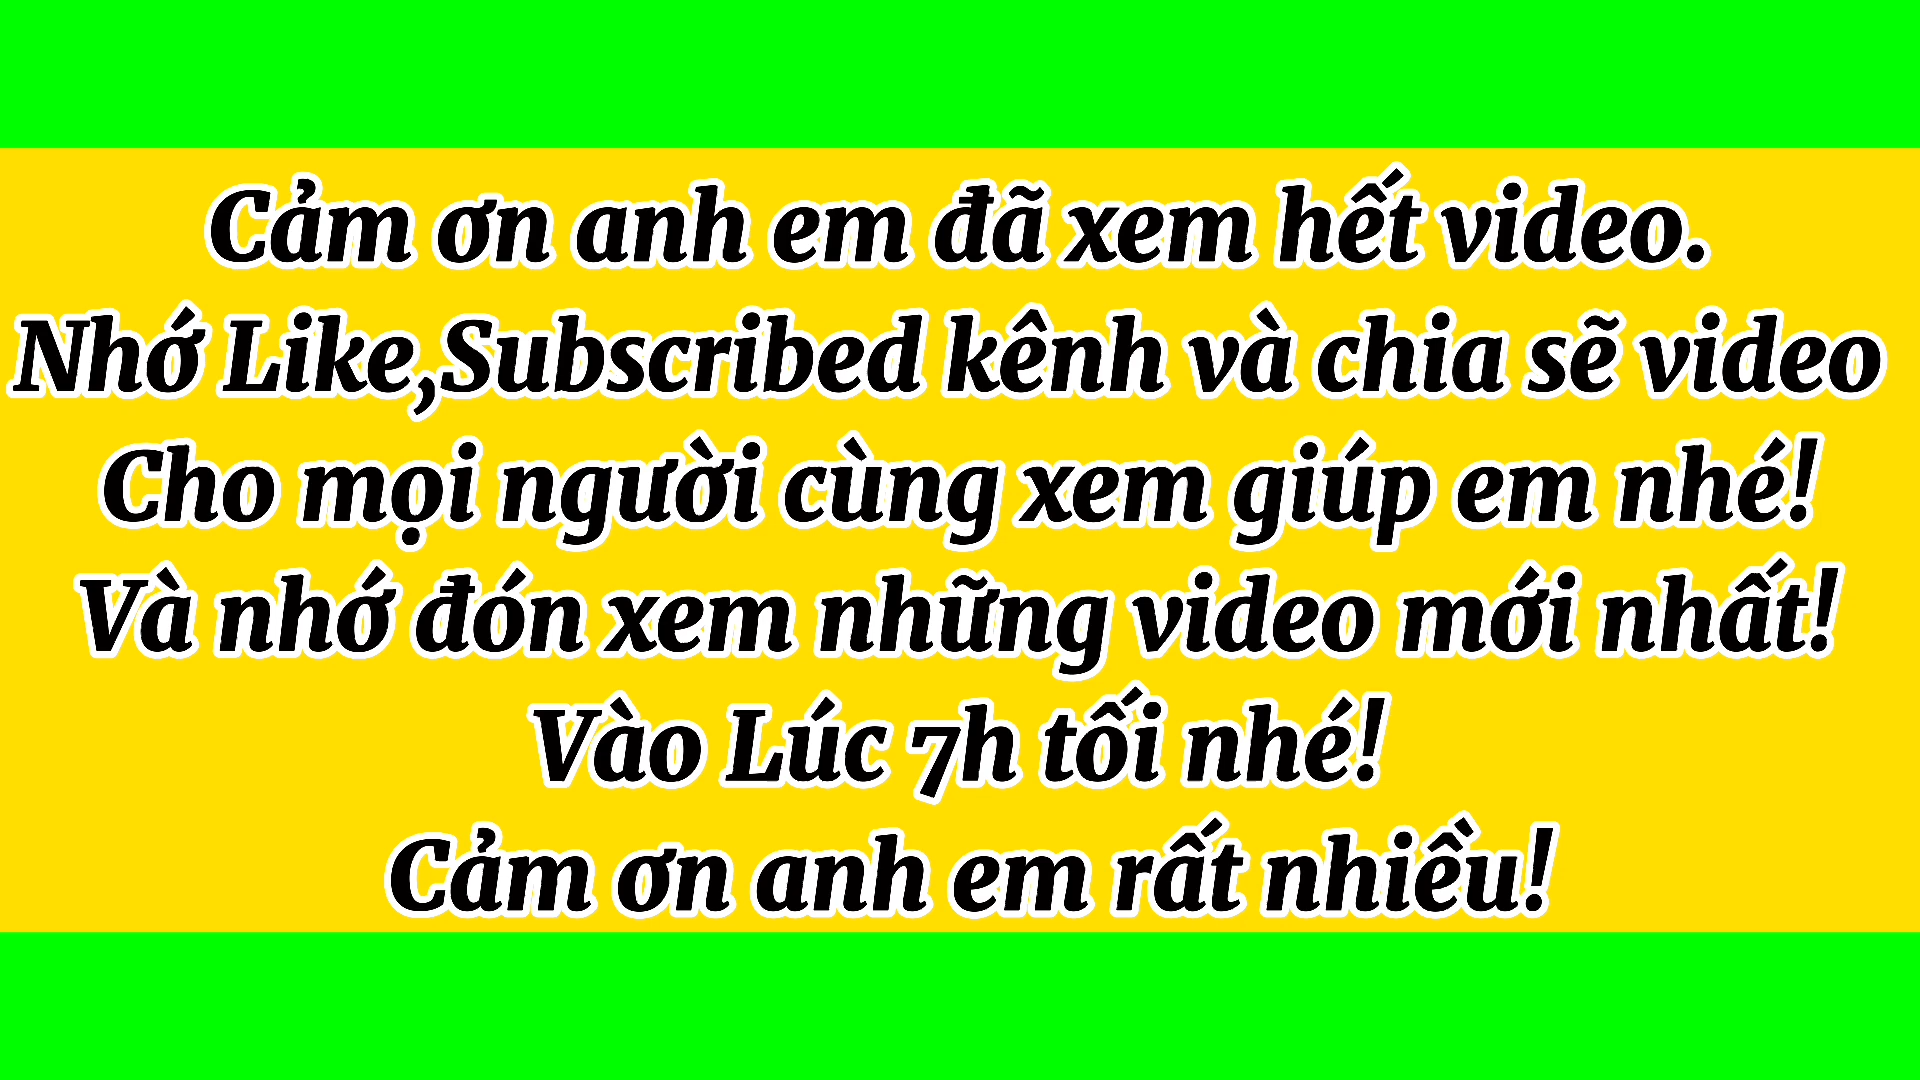 Cảm ơn anh em đã xem hết video.
Nhớ Like,Subscribed kênh và chia sẽ video
Cho mọi người cùng xem giúp em nhé!
Và nhớ đón xem những video mới nhất!
Vào Lúc 7h tối nhé!
Cảm ơn anh em rất nhiều!